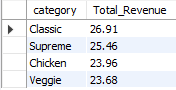 category Total_Revenue
Classic 26.91
Supreme 25.46
Chicken 23.96
Veggie 23.68